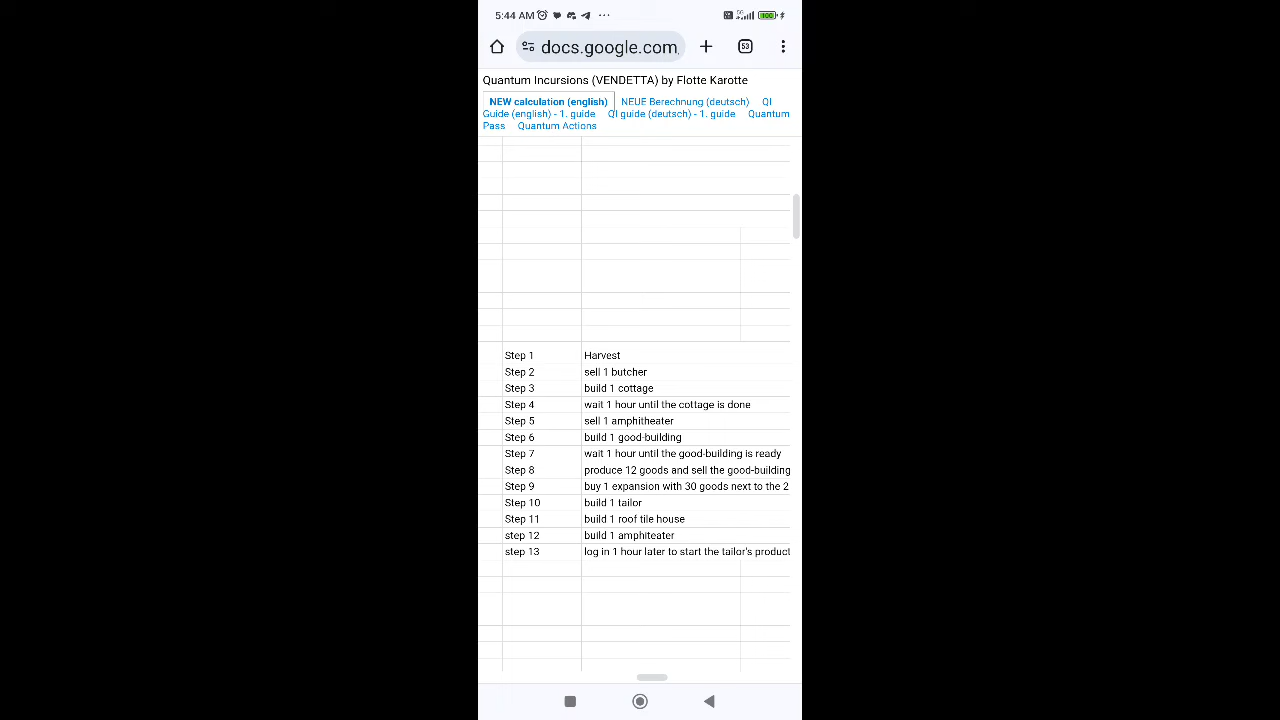 5:44 AM
5G
100
docs.google.com
53
Quantum Incursions (VENDETTA) by Flotte Karotte
NEW calculation (english) NEUE Berechnung (deutsch) QI
Guide (english) - 1. guide QI guide (deutsch) - 1. guide Quantum
Pass Quantum Actions
Step 1 Harvest
Step 2 sell 1 butcher
Step 3 build 1 cottage
Step 4 wait 1 hour until the cottage is done
Step 5 sell 1 amphitheater
Step 6 build 1 good-building
Step 7 wait 1 hour until the good-building is ready
Step 8 produce 12 goods and sell the good-building
Step 9 buy 1 expansion with 30 goods next to the 2
Step 10 build 1 tailor
Step 11 build 1 roof tile house
step 12 build 1 amphiteater
step 13 log in 1 hour later to start the tailor's product